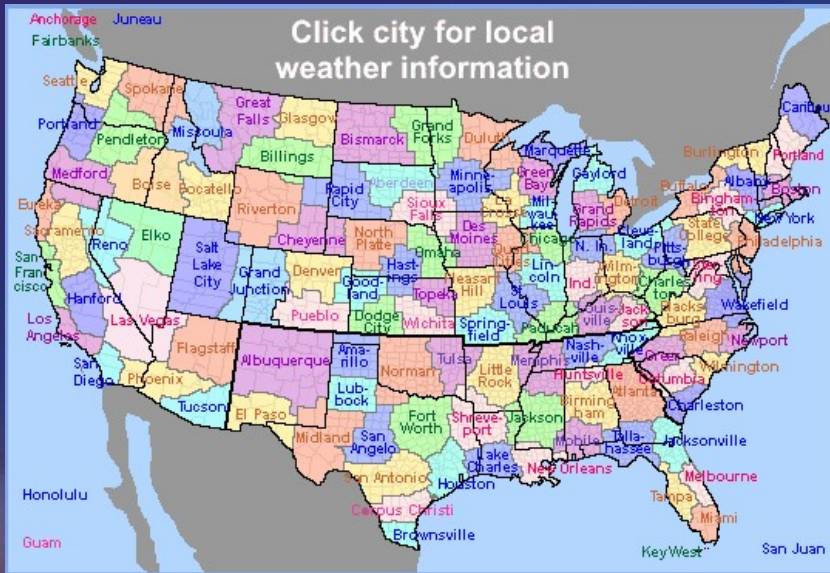 Anchorage Juneau
Fairbanks
Click city for local
weather information
Seattle
Spokane
Portland
Pendleton
Missoula
Great
Falls
Glasgow
Billings
Bismarck
Grand
Forks
Duluth
Marquette
Caribou
Medford
Boise
Pocatello
Riverton
Rapid
City
Aberdeen
Minne-
apolis
Green
Bay
Gaylord
Burlington
Portland
Eureka
Sacramento
Reno
Elko
Salt
Lake
City
Cheyenne
North
Platte
Sioux
Falls
La
Crosse
Mil-
wau-
kee
Grand
Rapids
Detroit
Buffalo
Albany
Bingham-
ton
Boston
New York
San
Fran
cisco
Hanford
Las Vegas
Grand
Junction
Denver
Pueblo
Good-
land
Hast-
ings
Omaha
Des
Moines
Quad
Cities
Chicago
N. In.
Cleve-
land
Pitts-
burgh
State
College
Philadelphia
Los
Angeles
San
Diego
Flagstaff
Phoenix
Tucson
Albuquerque
El Paso
Dodge
City
Wichita
Topeka
Pleasant
Hill
Spring-
field
St
Louis
Lin-
coln
Ind.
Wilm-
ington
Louis-
ville
Paducah
Jack
son
Charles-
ton
Blacks
burg
Wakefield
Ama-
rillo
Lub-
bock
Norman
Tulsa
Little
Rock
Memphis
Nash-
ville
Knox
ville
Huntsville
Greer
Raleigh
Newport
Wilmington
Columbia
Charleston
Midland
San
Angelo
Fort
Worth
Shreve-
port
Jackson
Birming
ham
Atlanta
Mobile
Talla-
hassee
Jacksonville
San Antonio
Houston
Lake
Charles
New Orleans
Melbourne
Tampa
Miami
Key West
Corpus Christi
Brownsville
Honolulu
Guam
San Juan